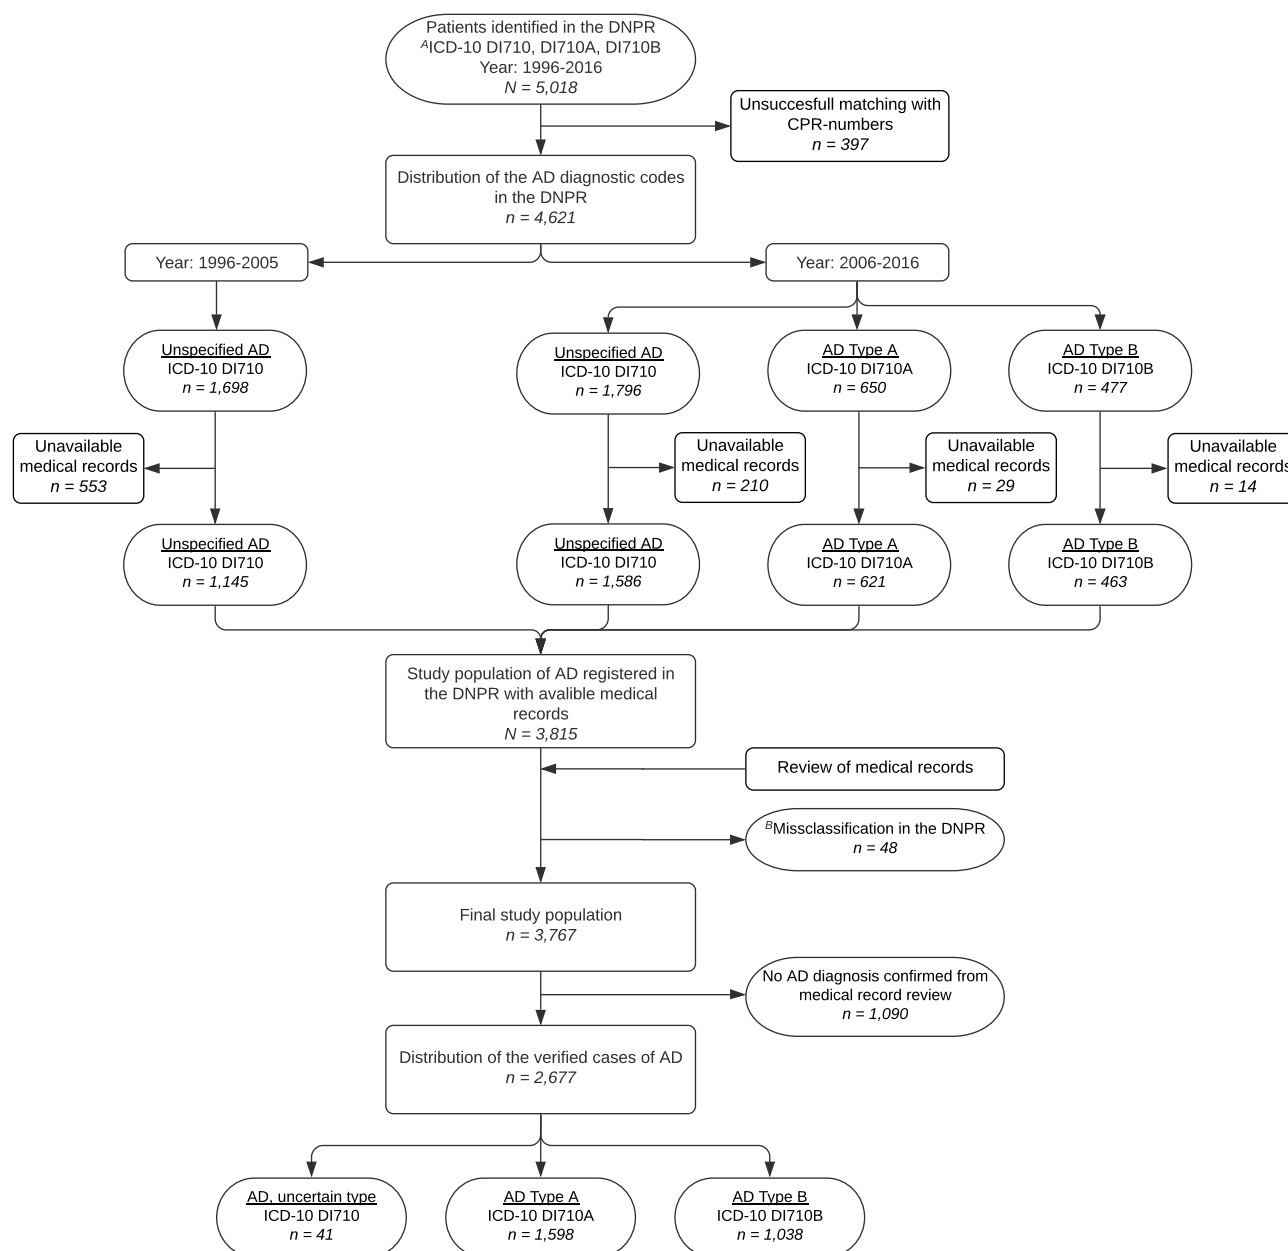 Patients identified in the DNPR
AICD-10 DI710, DI710A, DI710B
Year: 1996-2016
N = 5,018
Unsuccesfull matching with
CPR-numbers
n = 397
Distribution of the AD diagnostic codes
in the DNPR
n = 4,621
Year: 1996-2005
Year: 2006-2016
Unspecified AD
ICD-10 DI710
n = 1,698
Unspecified AD
ICD-10 DI710
n = 1,796
AD Type A
ICD-10 DI710A
n = 650
AD Type B
ICD-10 DI710B
n = 477
Unavailable
medical records
n = 553
Unavailable
medical records
n = 210
Unavailable
medical records
n = 29
Unavailable
medical records
n = 14
Unspecified AD
ICD-10 DI710
n = 1,145
Unspecified AD
ICD-10 DI710
n = 1,586
AD Type A
ICD-10 DI710A
n = 621
AD Type B
ICD-10 DI710B
n = 463
Study population of AD registered in
the DNPR with avalible medical
records
N = 3,815
Review of medical records
BMissclassification in the DNPR
n = 48
Final study population
n = 3,767
No AD diagnosis confirmed from
medical record review
n = 1,090
Distribution of the verified cases of AD
n = 2,677
AD, uncertain type
ICD-10 DI710
n = 41
AD Type A
ICD-10 DI710A
n = 1,598
AD Type B
ICD-10 DI710B
n = 1,038